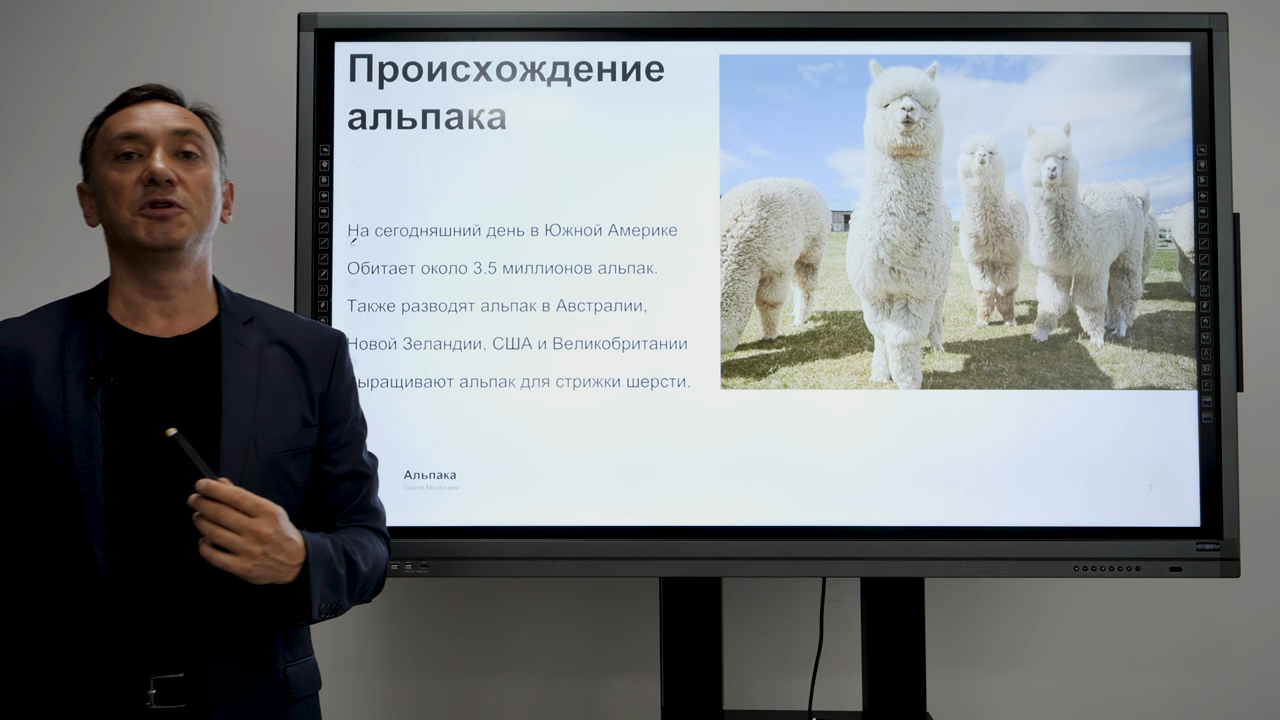 Происхождение
альпака
На сегодняшний день в Южной Америке
Обитает около 3.5 миллионов альпак.
Также разводят альпак в Австралии,
Новой Зеландии, США и Великобритании
ыращивают альпак для стрижки шерсти.
Альпака
3